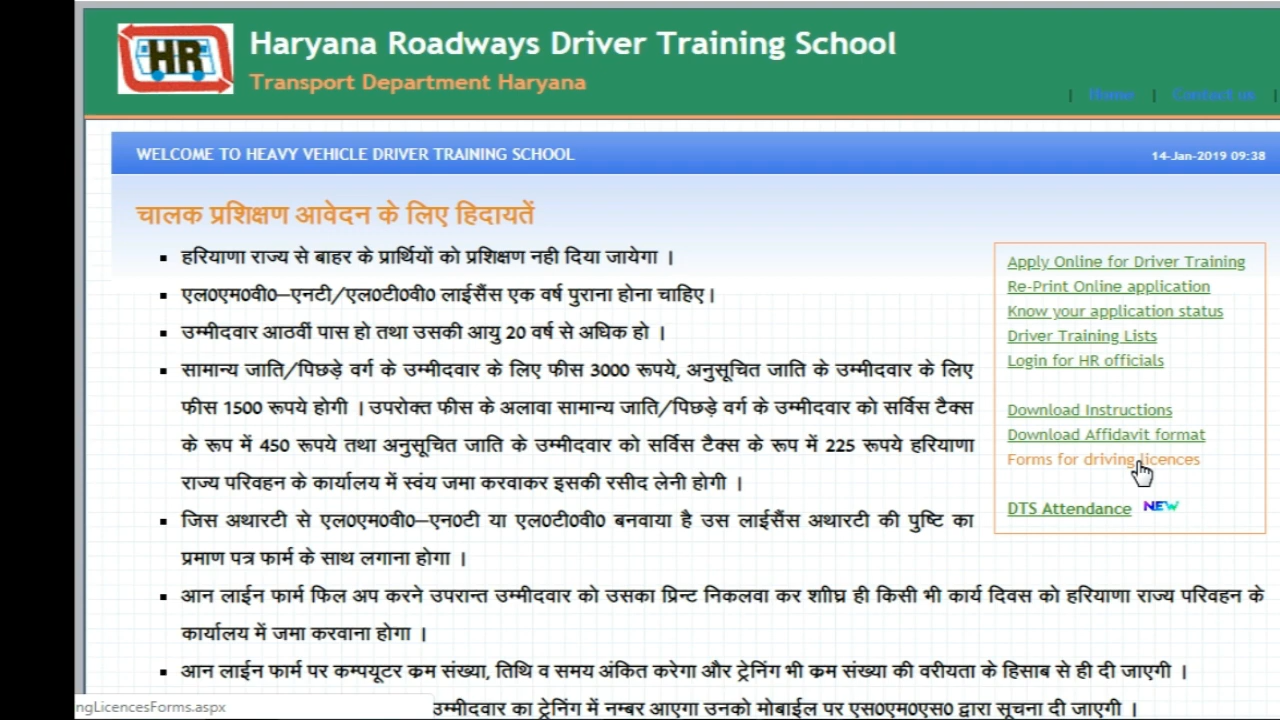 HR
Haryana Roadways Driver Training School
Transport Department Haryana
| Home | Contact us |
WELCOME TO HEAVY VEHICLE DRIVER TRAINING SCHOOL
14-Jan-2019 09:38
चालक प्रशिक्षण आवेदन के लिए हिदायतें
हरियाणा राज्य से बाहर के प्रार्थियों को प्रशिक्षण नही दिया जायेगा ।
एल0एम0वी0–एनटी/एल0टी0वी0 लाईसैंस एक वर्ष पुराना होना चाहिए।
उम्मीदवार आठवीं पास हो तथा उसकी आयु 20 वर्ष से अधिक हो ।
सामान्य जाति/पिछड़े वर्ग के उम्मीदवार के लिए फीस 3000 रूपये, अनुसूचित जाति के उम्मीदवार के लिए
फीस 1500 रूपये होगी । उपरोक्त फीस के अलावा सामान्य जाति/पिछड़े वर्ग के उम्मीदवार को सर्विस टैक्स
के रूप में 450 रूपये तथा अनुसूचित जाति के उम्मीदवार को सर्विस टैक्स के रूप में 225 रूपये हरियाणा
राज्य परिवहन के कार्यालय में स्वंय जमा करवाकर इसकी रसीद लेनी होगी ।
जिस अथारटी से एल0एम0वी0–एन0टी या एल0टी0वी0 बनवाया है उस लाईसैंस अथारटी की पुष्टि का
प्रमाण पत्र फार्म के साथ लगाना होगा ।
आन लाईन फार्म फिल अप करने उपरान्त उम्मीदवार को उसका प्रिन्ट निकलवा कर शीघ्र ही किसी भी कार्य दिवस को हरियाणा राज्य परिवहन के
कार्यालय में जमा करवाना होगा ।
आन लाईन फार्म पर कम्पयूटर क्रम संख्या, तिथि व समय अंकित करेगा और ट्रेनिंग भी क्रम संख्या की वरीयता के हिसाब से ही दी जाएगी ।
उम्मीदवार का ट्रेनिंग में नम्बर आएगा उनको मोबाईल पर एस0एम0एस0 द्वारा सूचना दी जाएगी ।
Apply Online for Driver Training
Re-Print Online application
Know your application status
Driver Training Lists
Login for HR officials
Download Instructions
Download Affidavit format
Forms for driving licences
DTS Attendance NEW
ngLicencesForms.aspx